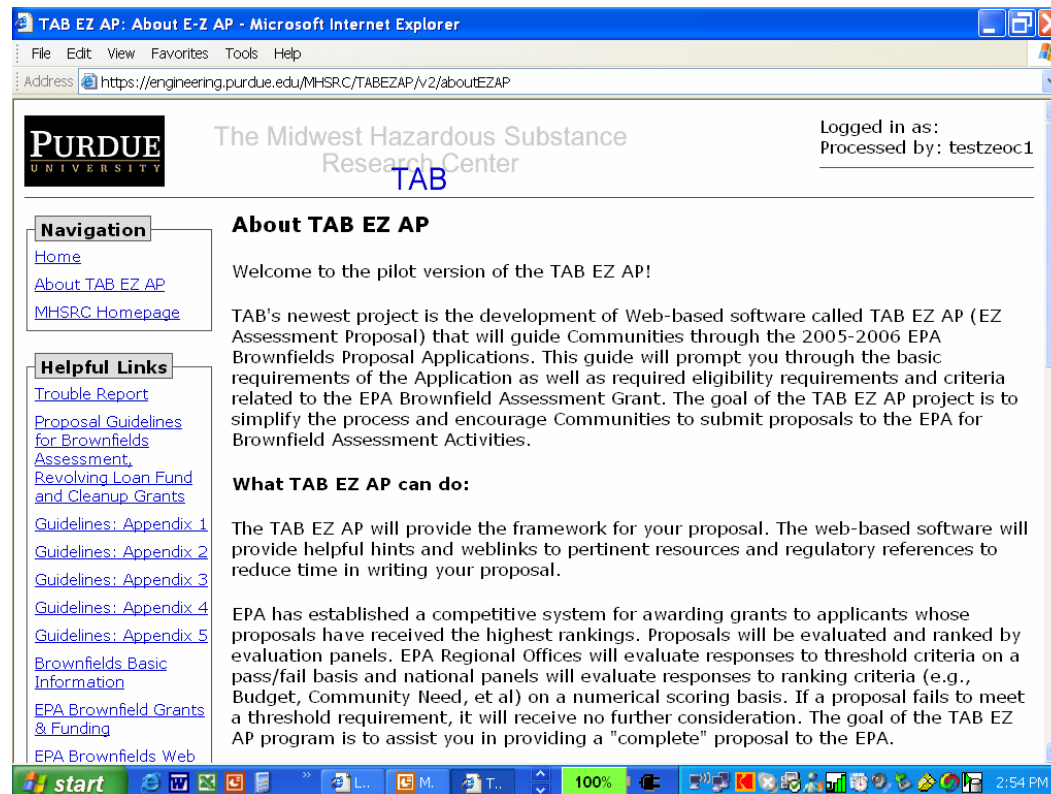 TAB EZ AP: About E-Z AP - Microsoft Internet Explorer
File Edit View Favorites Tools Help
Address https://engineering.purdue.edu/MHSRC/TABEZAP/v2/aboutEZAP
PURDUE
UNIVERSITY
The Midwest Hazardous Substance
Research Center
TAB
Logged in as:
Processed by: testzeoc1
Navigation
Home
About TAB EZ AP
MHSRC Homepage
Helpful Links
Trouble Report
Proposal Guidelines
for Brownfields
Assessment,
Revolving Loan Fund
and Cleanup Grants
Guidelines: Appendix 1
Guidelines: Appendix 2
Guidelines: Appendix 3
Guidelines: Appendix 4
Guidelines: Appendix 5
Brownfields Basic
Information
EPA Brownfield Grants
& Funding
EPA Brownfields Web
About TAB EZ AP
Welcome to the pilot version of the TAB EZ AP!
TAB's newest project is the development of Web-based software called TAB EZ AP (EZ
Assessment Proposal) that will guide Communities through the 2005-2006 EPA
Brownfields Proposal Applications. This guide will prompt you through the basic
requirements of the Application as well as required eligibility requirements and criteria
related to the EPA Brownfield Assessment Grant. The goal of the TAB EZ AP project is to
simplify the process and encourage Communities to submit proposals to the EPA for
Brownfield Assessment Activities.
What TAB EZ AP can do:
The TAB EZ AP will provide the framework for your proposal. The web-based software will
provide helpful hints and weblinks to pertinent resources and regulatory references to
reduce time in writing your proposal.
EPA has established a competitive system for awarding grants to applicants whose
proposals have received the highest rankings. Proposals will be evaluated and ranked by
evaluation panels. EPA Regional Offices will evaluate responses to threshold criteria on a
pass/fail basis and national panels will evaluate responses to ranking criteria (e.g.,
Budget, Community Need, et al) on a numerical scoring basis. If a proposal fails to meet
a threshold requirement, it will receive no further consideration. The goal of the TAB EZ
AP program is to assist you in providing a "complete" proposal to the EPA.
start L.. M.. T.. 100% 2:54 PM